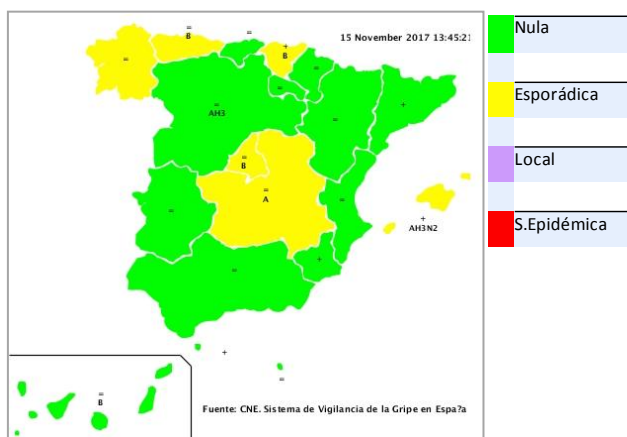 15 November 2017 13:45:21
Nula
Esporádica
Local
S.Epidémica
=
B
=
+
B
=
=
=
=
AH3
=
+
=
B
=
=
A
=
+
AH3N2
+
=
+
=
=
B
Fuente: CNE. Sistema de Vigilancia de la Gripe en Espa?a